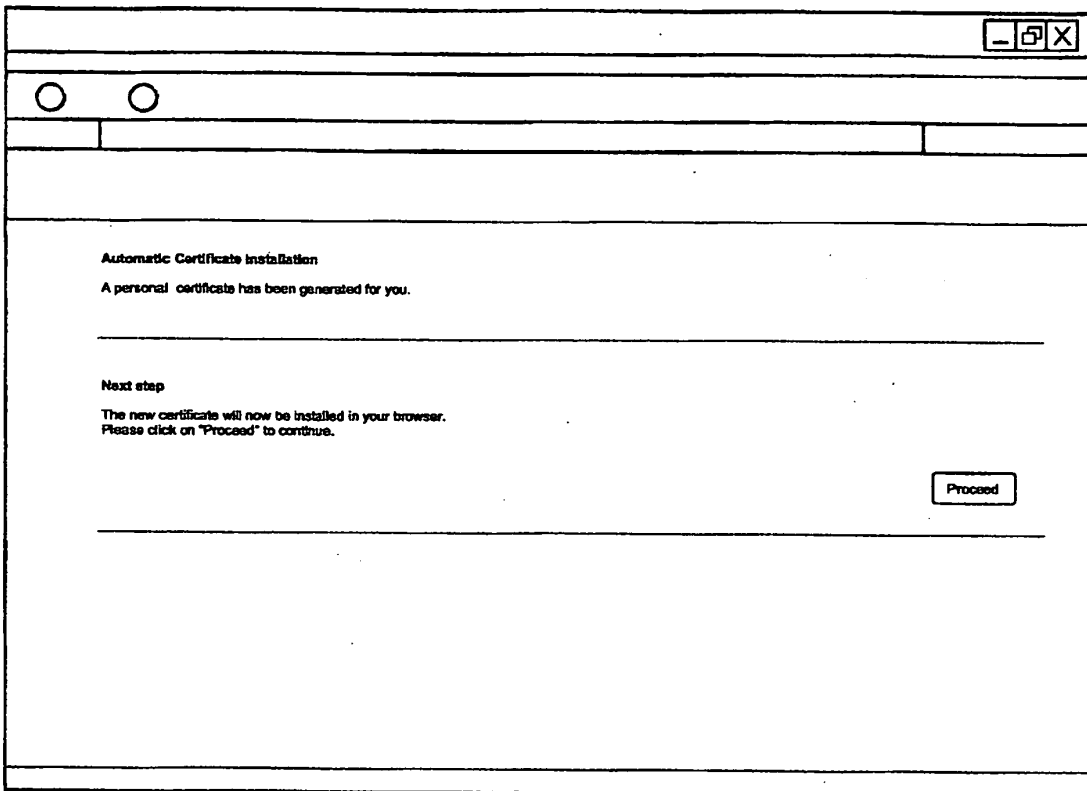 Automatic Certificate Installation
A personal certificate has been generated for you.
Next step
The new certificate will now be installed in your browser.
Please click on "Proceed" to continue.
Proceed